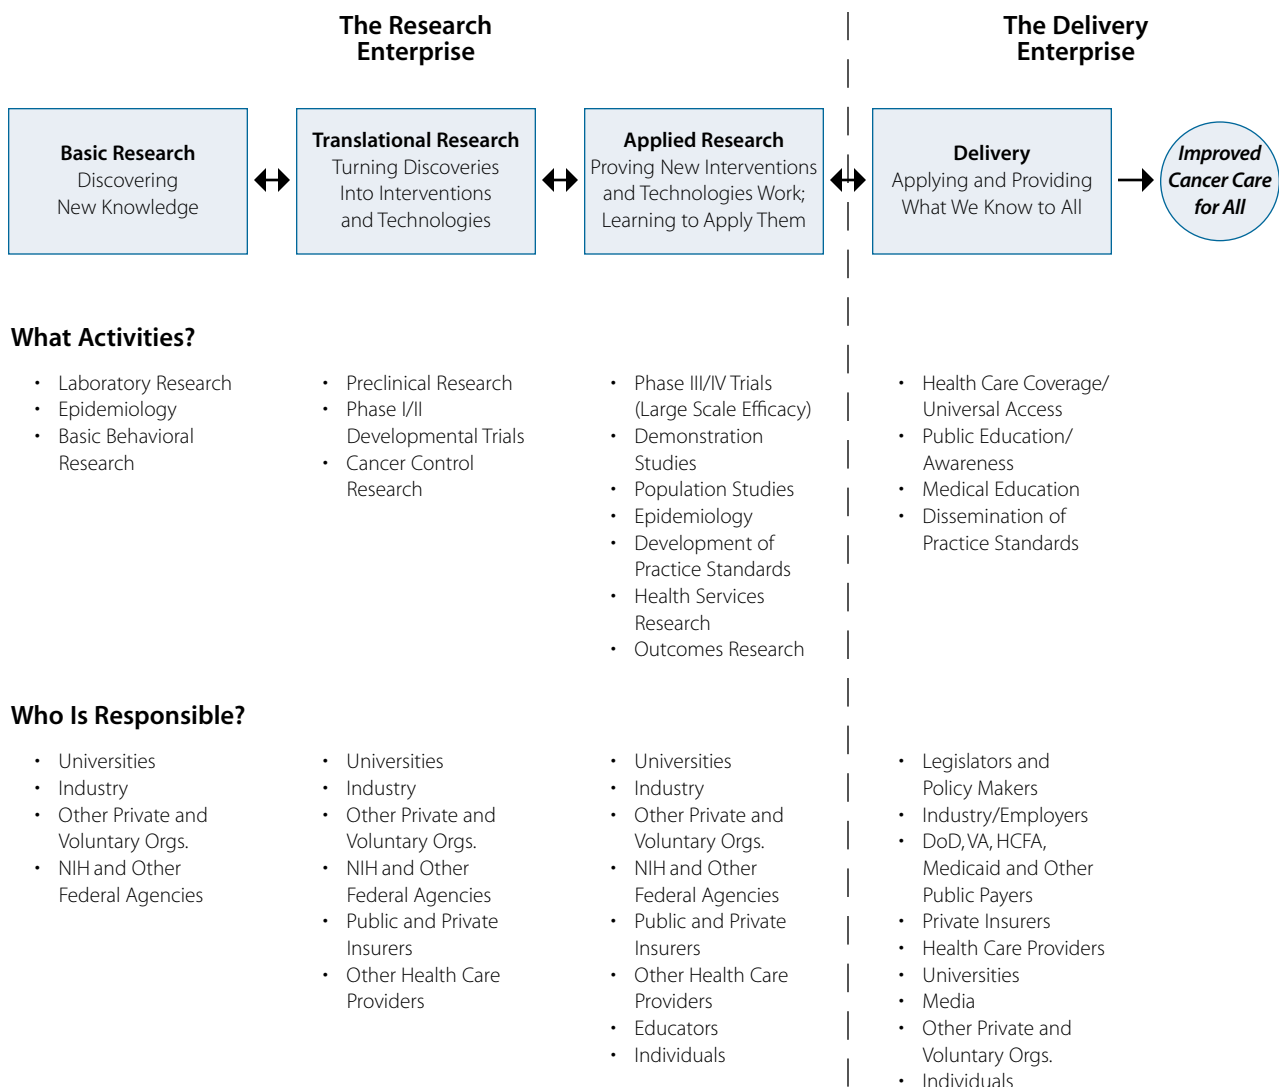 The Research
Enterprise
The Delivery
Enterprise
Basic Research
Discovering
New Knowledge
Translational Research
Turning Discoveries
Into Interventions
and Technologies
Applied Research
Proving New Interventions
and Technologies Work;
Learning to Apply Them
Delivery
Applying and Providing
What We Know to All
Improved
Cancer Care
for All
What Activities?
• Laboratory Research
• Epidemiology
• Basic Behavioral
Research
• Preclinical Research
• Phase I/II
Developmental Trials
• Cancer Control
Research
• Phase III/IV Trials
(Large Scale Efficacy)
• Demonstration
Studies
• Population Studies
• Epidemiology
• Development of
Practice Standards
• Health Services
Research
• Outcomes Research
• Health Care Coverage/
Universal Access
• Public Education/
Awareness
• Medical Education
• Dissemination of
Practice Standards
Who Is Responsible?
• Universities
• Industry
• Other Private and
Voluntary Orgs.
• NIH and Other
Federal Agencies
• Universities
• Industry
• Other Private and
Voluntary Orgs.
• NIH and Other
Federal Agencies
• Public and Private
Insurers
• Other Health Care
Providers
• Universities
• Industry
• Other Private and
Voluntary Orgs.
• NIH and Other
Federal Agencies
• Public and Private
Insurers
• Other Health Care
Providers
• Educators
• Individuals
• Legislators and
Policy Makers
• Industry/Employers
• DoD, VA, HCFA,
Medicaid and Other
Public Payers
• Private Insurers
• Health Care Providers
• Universities
• Media
• Other Private and
Voluntary Orgs.
• Individuals